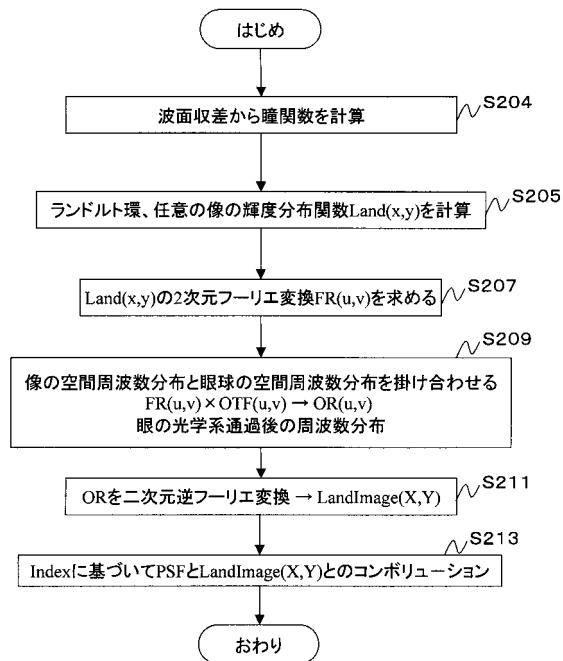 はじめ
S204
波面収差から瞳関数を計算
S205
ランドルト環、任意の像の輝度分布関数Land(x,y)を計算
S207
Land(x,y)の2次元フーリエ変換FR(u,v)を求める
S209
像の空間周波数分布と眼球の空間周波数分布を掛け合わせる
FR(u,v)×OTF(u,v) → OR(u,v)
眼の光学系通過後の周波数分布
S211
ORを二次元逆フーリエ変換 → LandImage(X,Y)
S213
Indexに基づいてPSFとLandImage(X,Y)とのコンボリューション
おわり